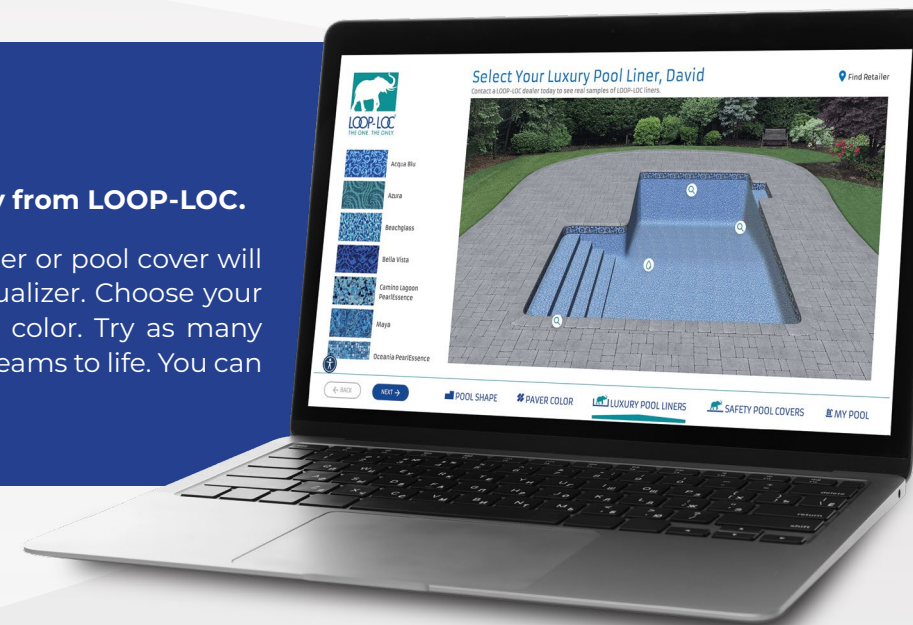 y from LOOP-LOC.
er or pool cover will
ualizer. Choose your
color. Try as many
eams to life. You can
LOOP-LOC
THE ONE. THE ONLY.
Select Your Luxury Pool Liner, David
Contact a LOOP-LOC dealer today to see real samples of LOOP-LOC liners.
Find Retailer
Acqua Blu
Azura
Beachglass
Bella Vista
Camino Lagoon
PearlEssence
Maya
Oceania PearlEssence
← BACK
NEXT →
POOL SHAPE
PAVER COLOR
LUXURY POOL LINERS
SAFETY POOL COVERS
MY POOL
delete
return
shift